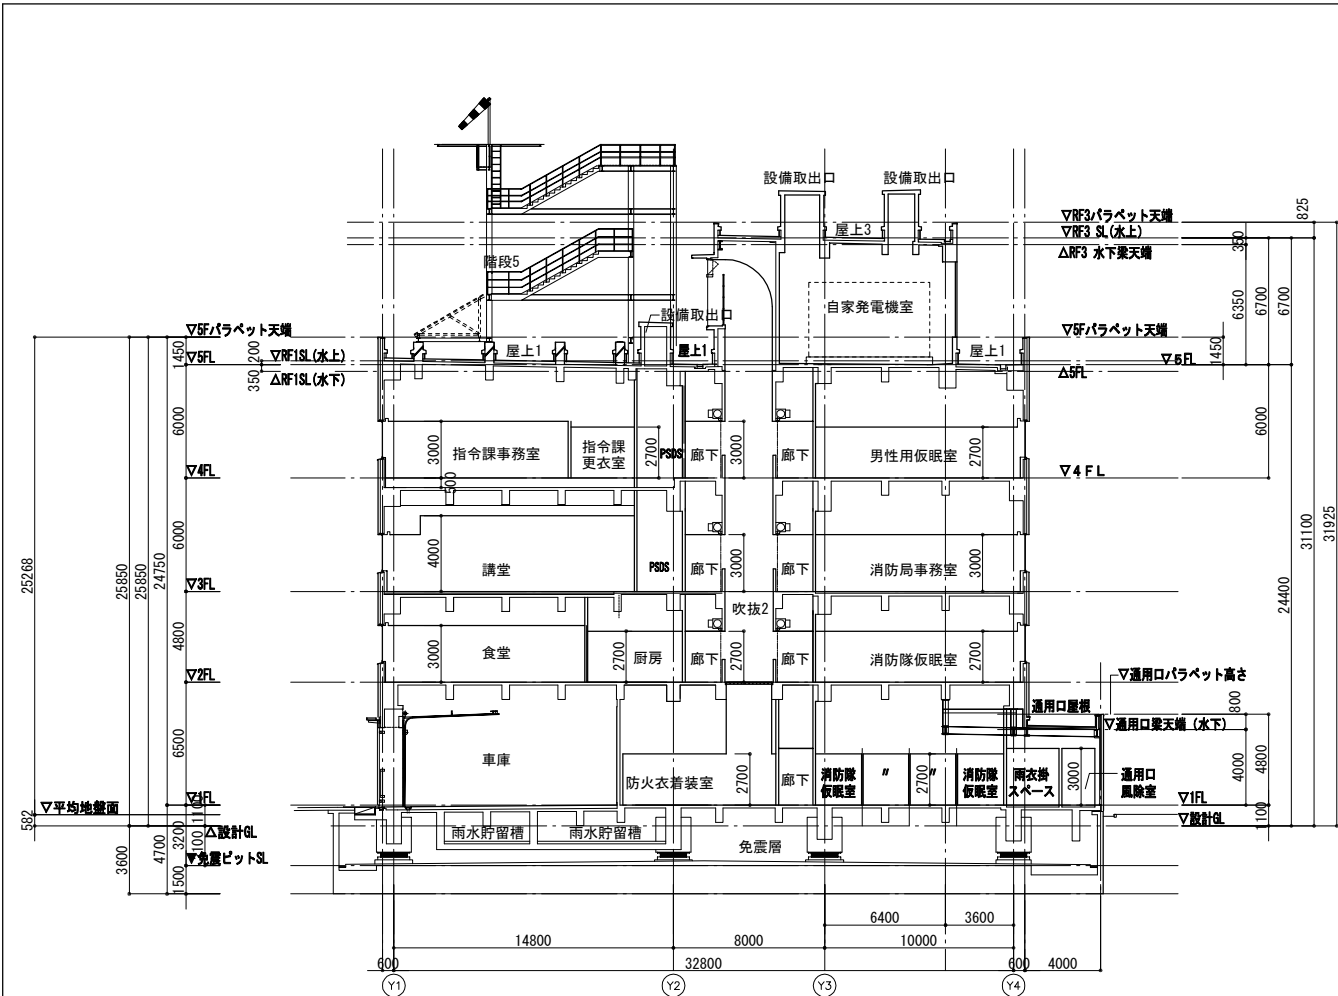 設備取出口
設備取出口
▽RF3パラペット天端
825
屋上3
▽RF3 SL(水上)
350
△RF3 水下梁天端
階段5
自家発電機室
6350
6700
6700
設備取出口
▽5Fパラペット天端
▽5Fパラペット天端
1450
200
▽RF1SL(水上)
屋上1
屋上1
屋上1
1450
▽5FL
▽5FL
350
△RF1SL(水下)
△5FL
6000
3000
指令課事務室
指令課
更衣室
2700
PSDS
廊下
3000
廊下
男性用仮眠室
2700
6000
▽4FL
▽4FL
500
31100
31925
6000
4000
講堂
PSDS
廊下
3000
廊下
消防局事務室
3000
25268
25850
25850
24750
24400
▽3FL
吹抜2
4800
3000
食堂
2700
厨房
廊下
2700
廊下
消防隊仮眠室
2700
▽2FL
▽通用口パラペット高さ
通用口屋根
800
▽通用口梁天端(水下)
6500
車庫
防火衣着装室
2700
廊下
消防隊
仮眠室
〃
2700
〃
消防隊
仮眠室
雨衣掛
スペース
3000
通用口
風除室
4000
4800
▽1FL
▽1FL
▽平均地盤面
582
△設計GL
▽設計GL
1100
雨水貯留槽
雨水貯留槽
免震層
3200
▼免震ピットSL
3600
4700
1500
6400
3600
14800
8000
10000
600
32800
600
4000
Y1
Y2
Y3
Y4